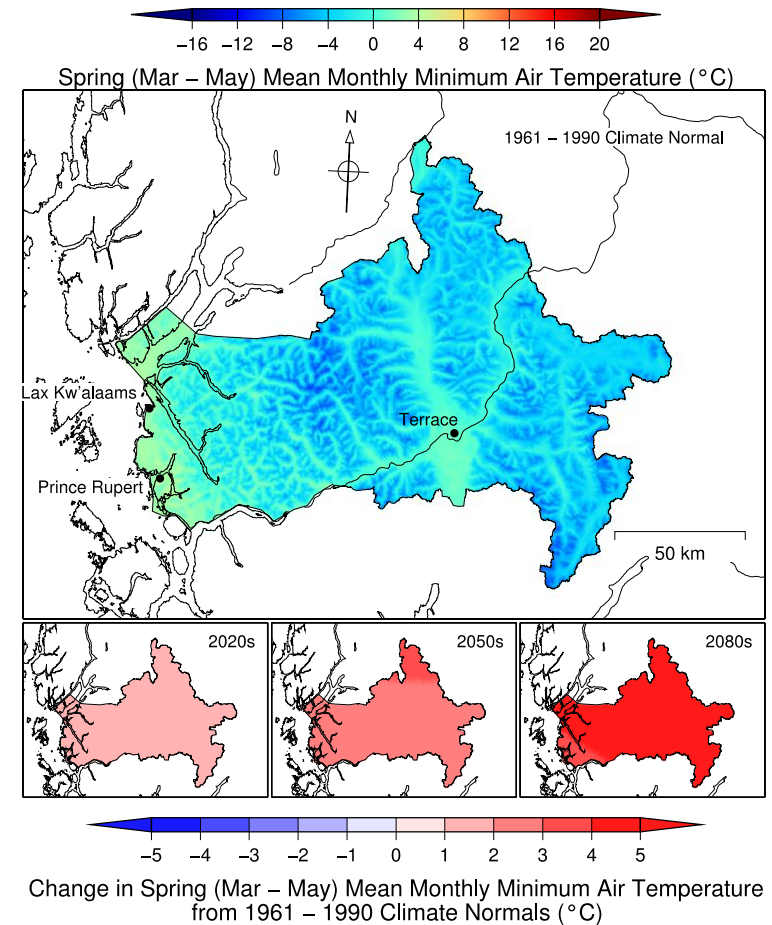 −16 −12 −8 −4 0 4 8 12 16 20
Spring (Mar − May) Mean Monthly Minimum Air Temperature (°C)
1961 − 1990 Climate Normal
N
Lax Kw'alaams
Terrace
Prince Rupert
50 km
2020s 2050s 2080s
−5 −4 −3 −2 −1 0 1 2 3 4 5
Change in Spring (Mar − May) Mean Monthly Minimum Air Temperature
from 1961 − 1990 Climate Normals (°C)